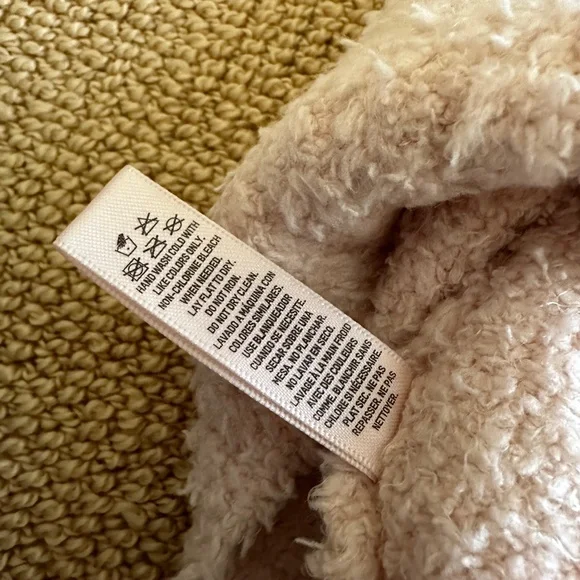 HAND WASH COLD WITH
LIKE COLORS ONLY.
NON-CHLORINE BLEACH
WHEN NEEDED.
LAY FLAT TO DRY.
DO NOT IRON.
DO NOT DRY CLEAN.
LAVADO A MÁQUINA CON
COLORES SIMILARES.
USE BLANQUEADOR
CUANDO SE NECESITE.
SECAR SOBRE UNA
MESA, NO PLANCHAR.
NO LAVAR EN SECO.
LAVAGE À LA MAIN FROID
AVEC DES COULEURS
COMME. BLANCHIR SANS
CHLORE SI NÉCESSAIRE
PLAT SEC. NE PAS
REPASSER. NE PAS
NETTOYER.